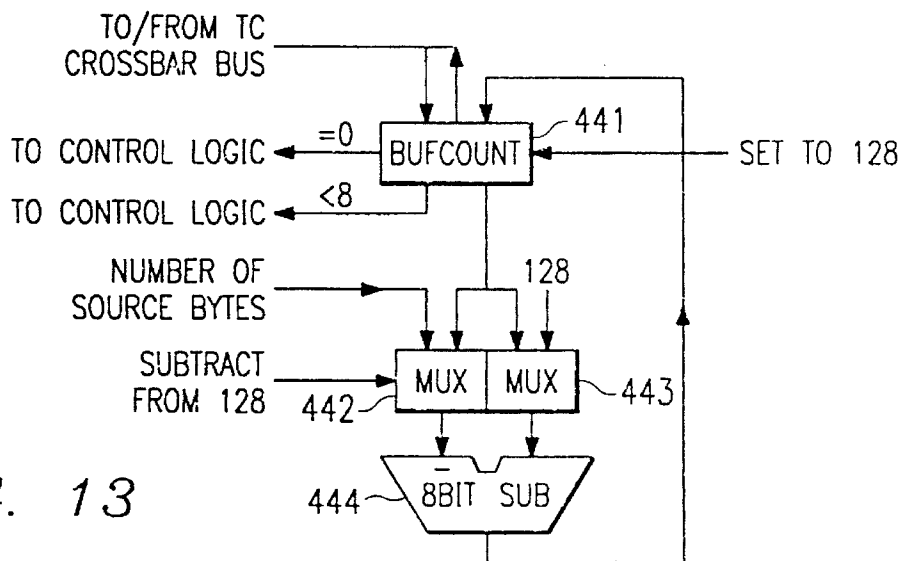 TO/FROM TC
CROSSBAR BUS
441
TO CONTROL LOGIC
=0
BUFCOUNT
SET TO 128
TO CONTROL LOGIC
<8
NUMBER OF
SOURCE BYTES
128
SUBTRACT
FROM 128
MUX
MUX
442
443
444
8BIT SUB
13